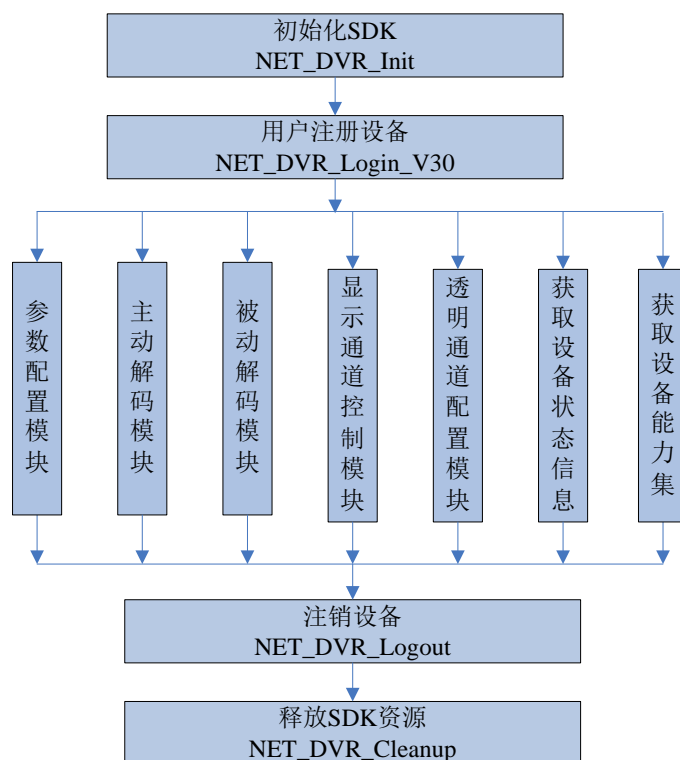 初始化SDK
NET_DVR_Init
用户注册设备
NET_DVR_Login_V30
参数配置模块
主动解码模块
被动解码模块
显示通道控制模块
透明通道配置模块
获取设备状态信息
获取设备能力集
注销设备
NET_DVR_Logout
释放SDK资源
NET_DVR_Cleanup